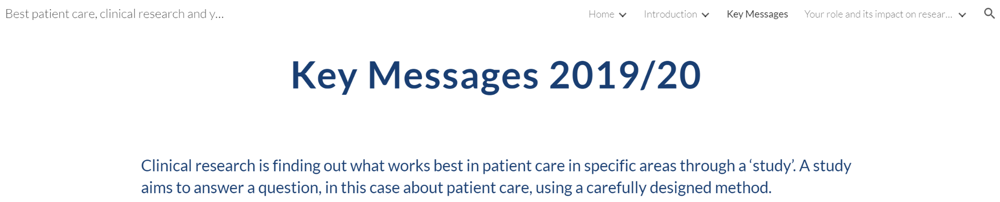 Best patient care, clinical research and y... Home Introduction Key Messages Your role and its impact on resear...
Key Messages 2019/20
Clinical research is finding out what works best in patient care in specific areas through a ‘study’. A study
aims to answer a question, in this case about patient care, using a carefully designed method.